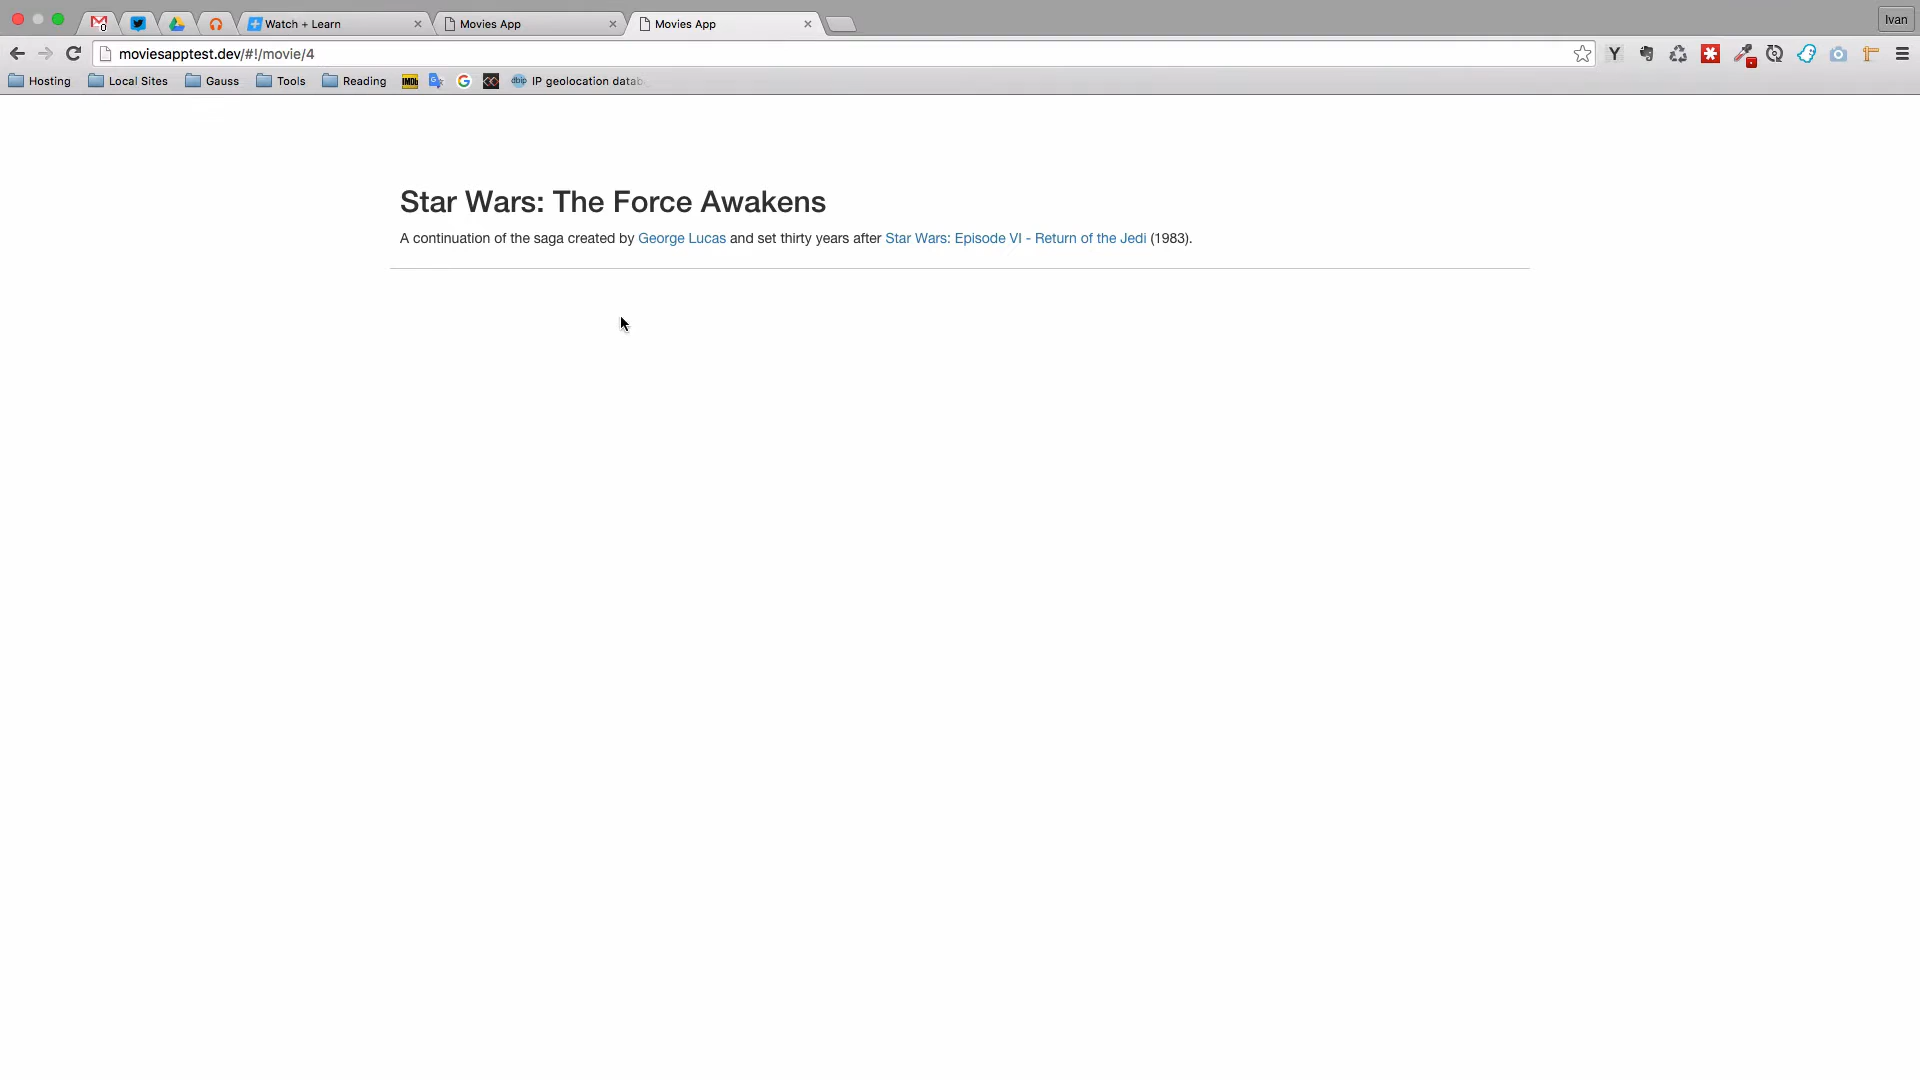 Watch + Learn
Movies App
Movies App
Ivan
moviesapptest.dev/#!/movie/4
Hosting
Local Sites
Gauss
Tools
Reading
IMDb
IP geolocation datab
Star Wars: The Force Awakens
A continuation of the saga created by George Lucas and set thirty years after Star Wars: Episode VI - Return of the Jedi (1983).